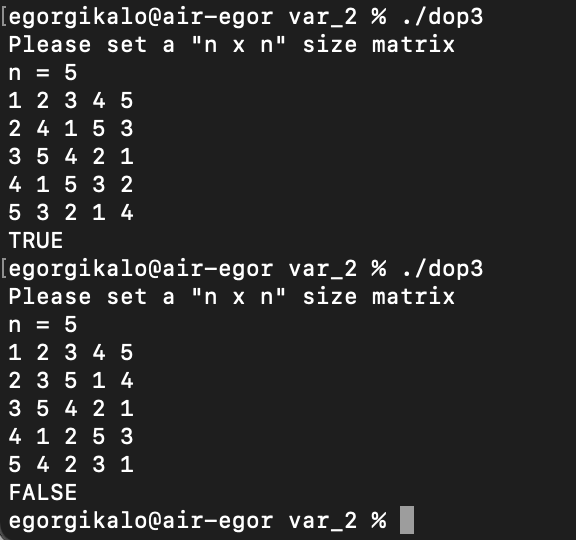 [egorgikalo@air-egor var_2 % ./dop3
Please set a "n x n" size matrix
n = 5
1 2 3 4 5
2 4 1 5 3
3 5 4 2 1
4 1 5 3 2
5 3 2 1 4
TRUE
[egorgikalo@air-egor var_2 % ./dop3
Please set a "n x n" size matrix
n = 5
1 2 3 4 5
2 3 5 1 4
3 5 4 2 1
4 1 2 5 3
5 4 2 3 1
FALSE
egorgikalo@air-egor var_2 %